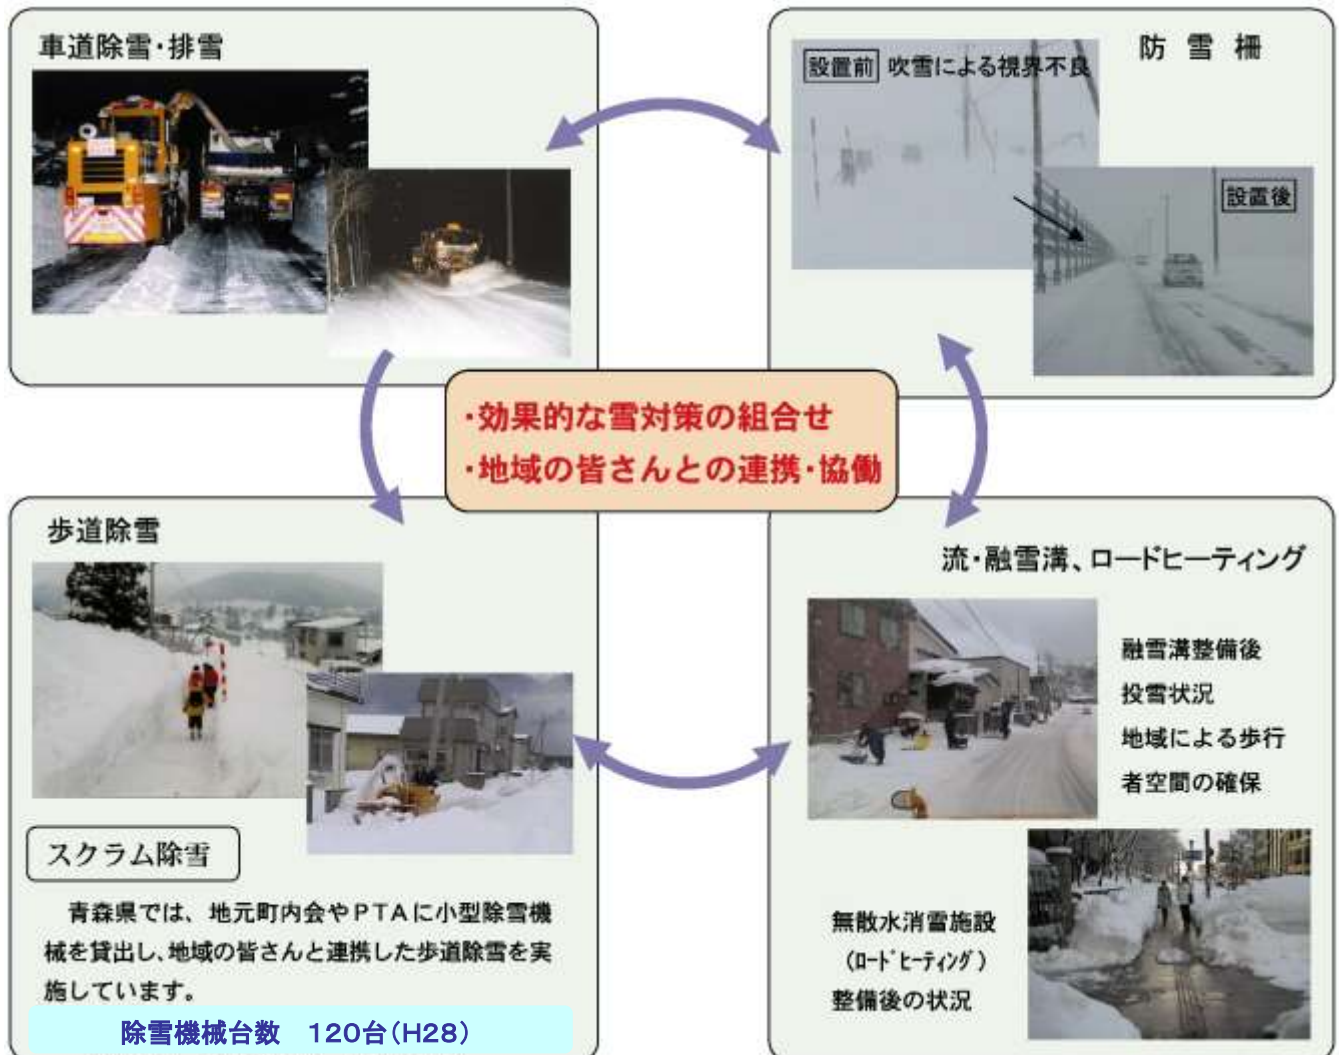 車道除雪・排雪
防 雪 柵
設置前 吹雪による視界不良
設置後
・効果的な雪対策の組合せ
・地域の皆さんとの連携・協働
歩道除雪
スクラム除雪
青森県では、地元町内会やPTAに小型除雪機
械を貸出し、地域の皆さんと連携した歩道除雪を実
施しています。
除雪機械台数　120台(H28)
流・融雪溝、ロードヒーティング
融雪溝整備後
投雪状況
地域による歩行
者空間の確保
無散水消雪施設
(ﾛｰﾄﾞﾋｰﾃｨﾝｸﾞ)
整備後の状況